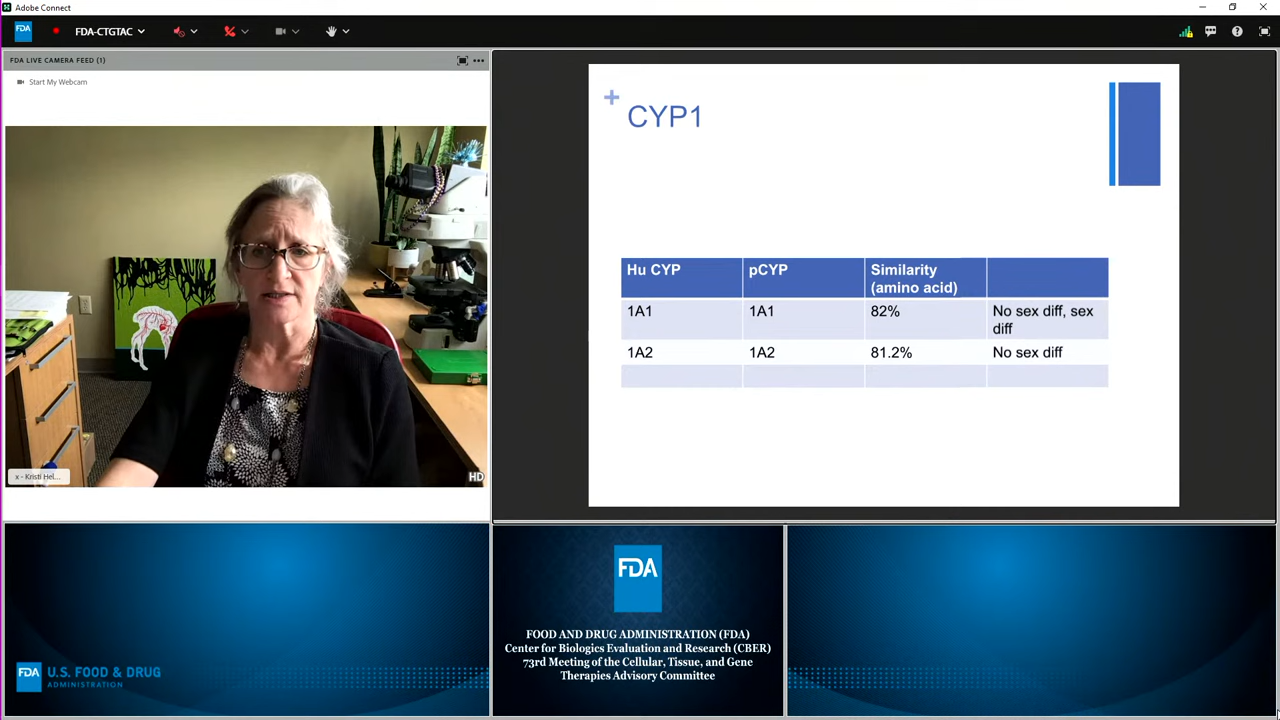 Adobe Connect
FDA
FDA-CTGTAC
FDA LIVE CAMERA FEED (1)
Start My Webcam
x - Kristi Hel...
HD
+
CYP1
Hu CYP pCYP Similarity (amino acid)
1A1 1A1 82% No sex diff, sex diff
1A2 1A2 81.2% No sex diff
FDA U.S. FOOD & DRUG
ADMINISTRATION
FDA
FOOD AND DRUG ADMINISTRATION (FDA)
Center for Biologics Evaluation and Research (CBER)
73rd Meeting of the Cellular, Tissue, and Gene
Therapies Advisory Committee